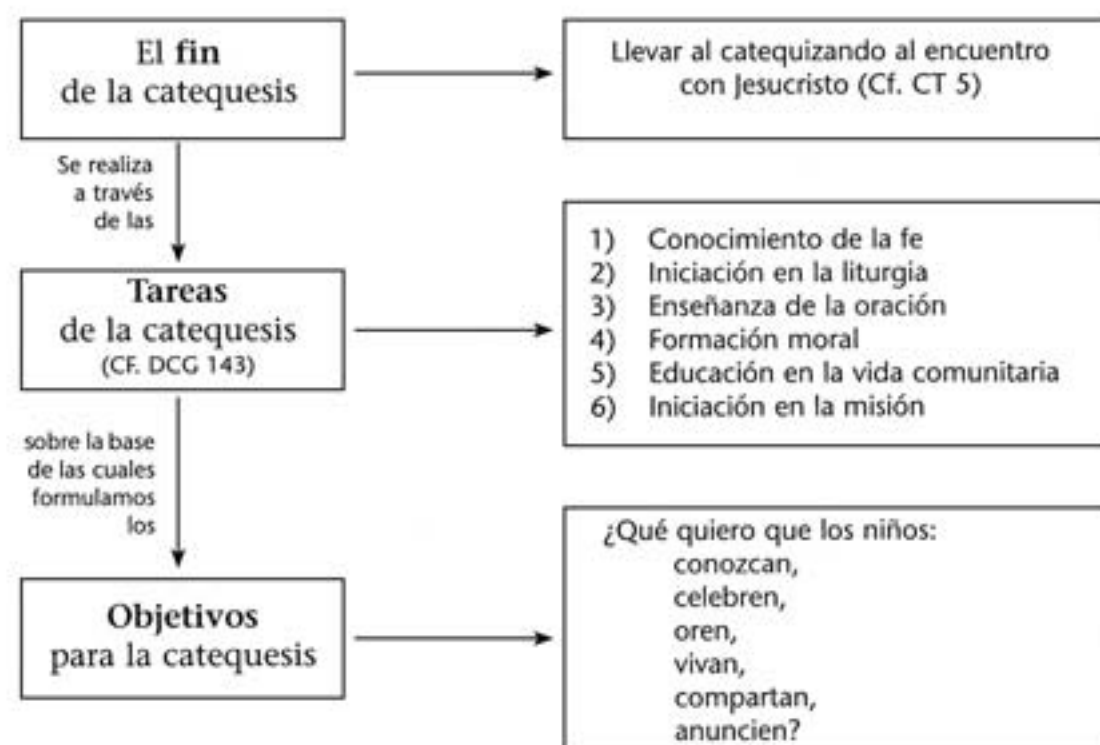 El fin
de la catequesis
Llevar al catequizando al encuentro
con Jesucristo (Cf. CT 5)
Se realiza
a través
de las
Tareas
de la catequesis
(CF. DCG 143)
1) Conocimiento de la fe
2) Iniciación en la liturgia
3) Enseñanza de la oración
4) Formación moral
5) Educación en la vida comunitaria
6) Iniciación en la misión
sobre la base
de las cuales
formulamos
los
Objetivos
para la catequesis
¿Qué quiero que los niños:
conozcan,
celebren,
oren,
vivan,
compartan,
anuncien?